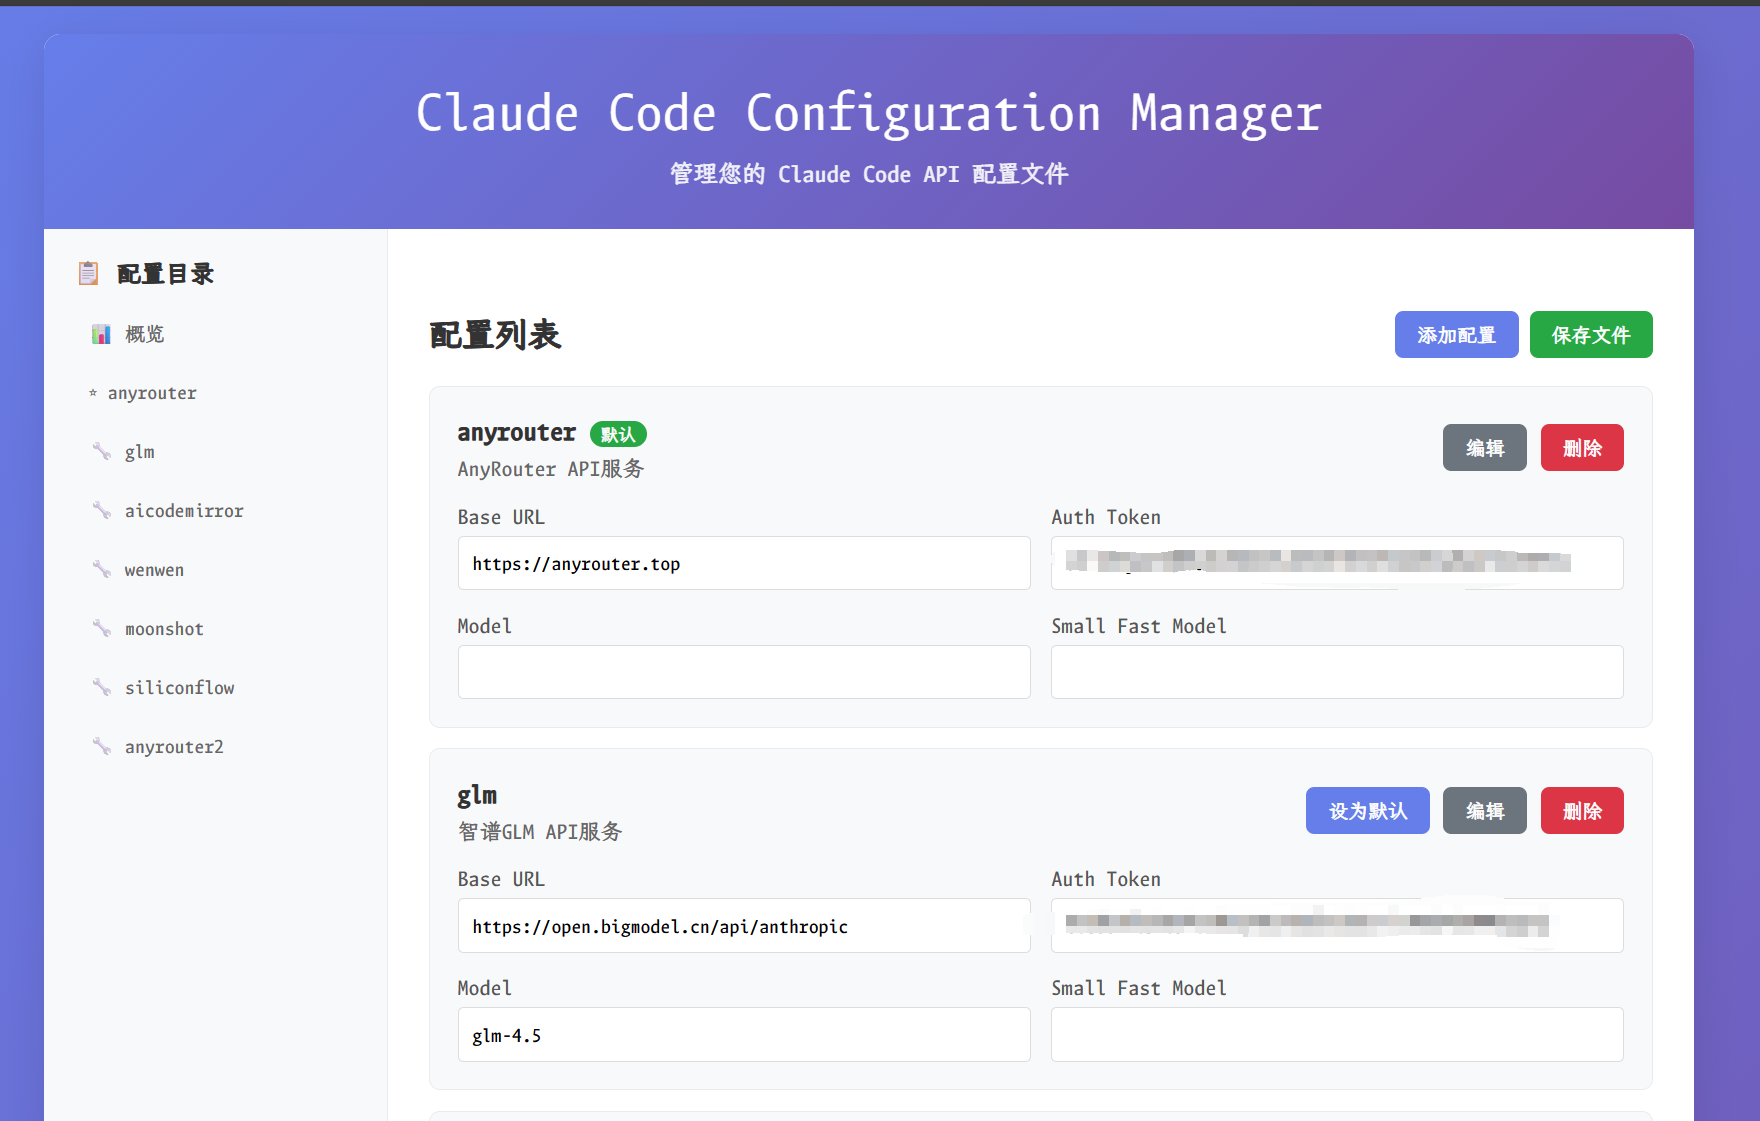 Claude Code Configuration Manager
管理您的 Claude Code API 配置文件
配置目录
概览
anyrouter
glm
aicodemirror
wenwen
moonshot
siliconflow
anyrouter2
配置列表
添加配置
保存文件
anyrouter 默认
AnyRouter API服务
编辑
删除
Base URL
https://anyrouter.top
Auth Token
Model
Small Fast Model
glm
智谱GLM API服务
设为默认
编辑
删除
Base URL
https://open.bigmodel.cn/api/anthropic
Auth Token
Model
glm-4.5
Small Fast Model